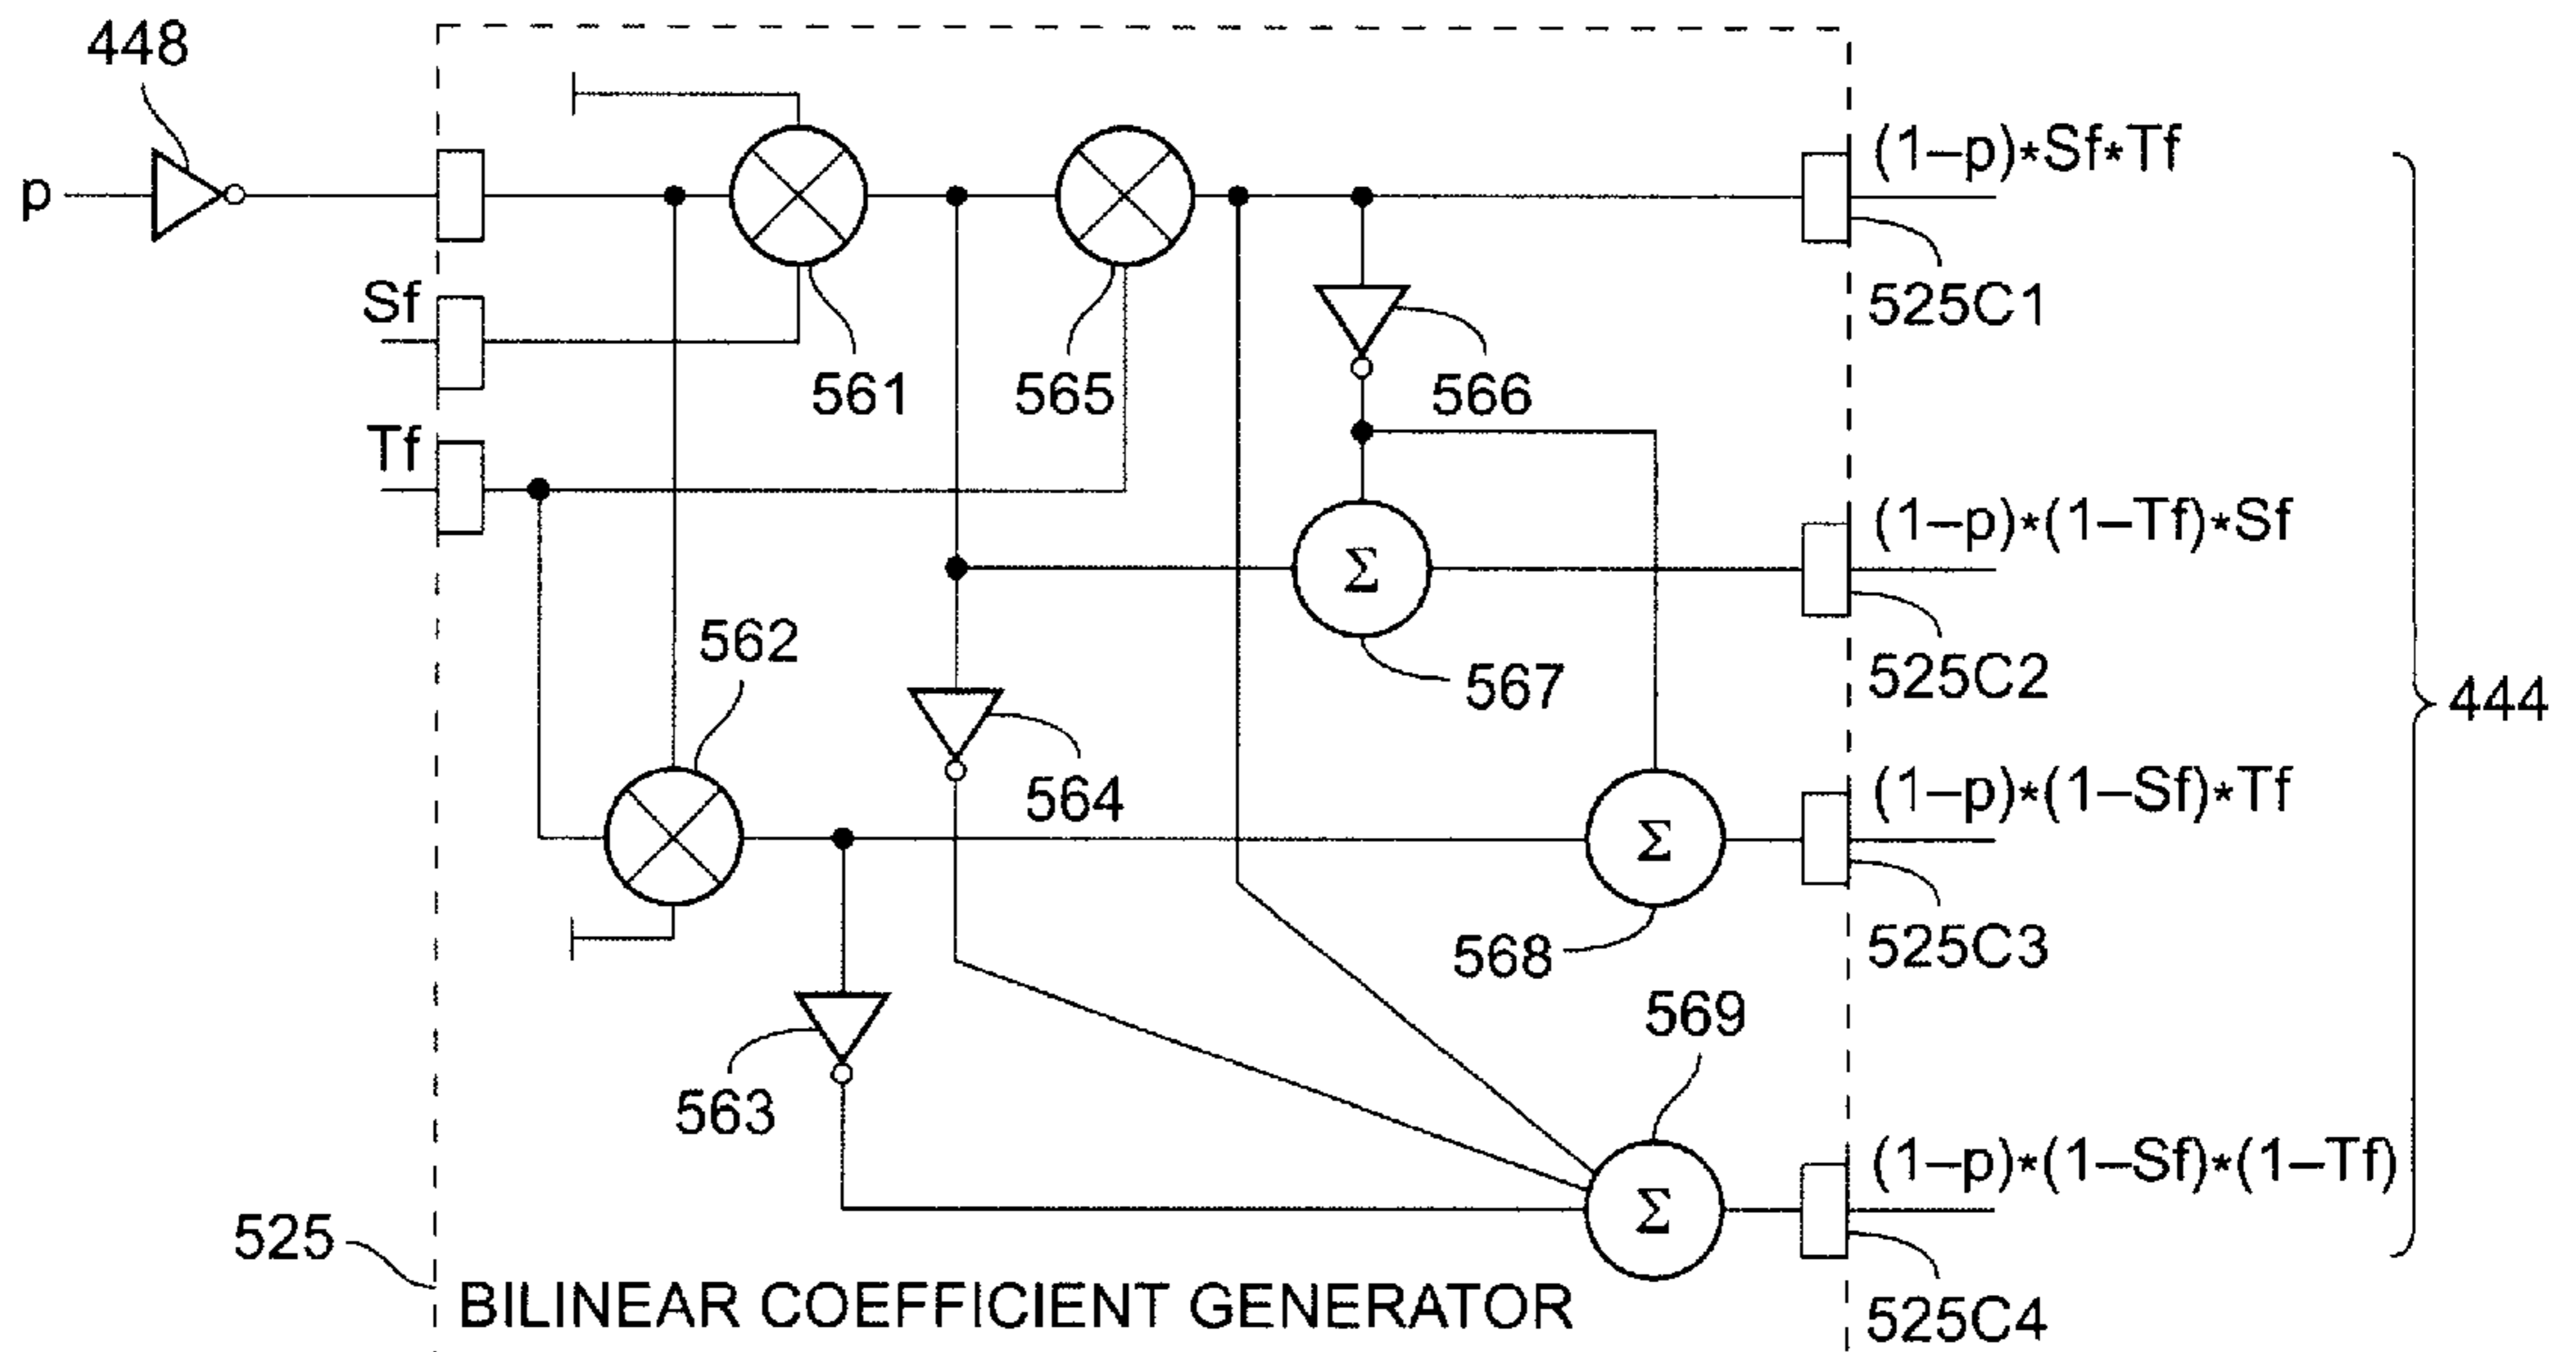 448
p
(1–p)*Sf*Tf
Sf
525C1
561
565
566
Tf
(1–p)*(1–Tf)*Sf
Σ
562
525C2
567
444
564
(1–p)*(1–Sf)*Tf
Σ
568
525C3
569
563
(1–p)*(1–Sf)*(1–Tf)
Σ
525
BILINEAR COEFFICIENT GENERATOR
525C4